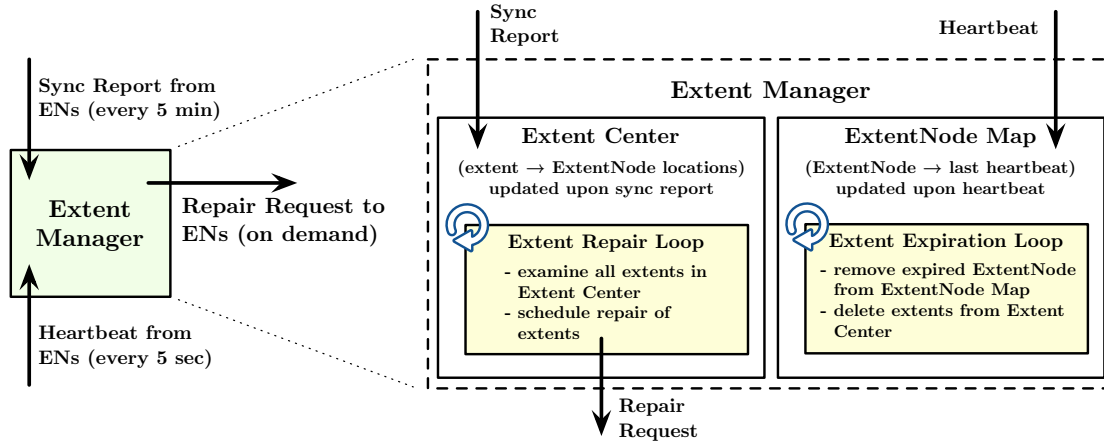 Sync Report from
ENs (every 5 min)
Extent
Manager
Repair Request to
ENs (on demand)
Heartbeat from
ENs (every 5 sec)
Sync
Report
Heartbeat
Extent Manager
Extent Center
(extent → ExtentNode locations)
updated upon sync report
Extent Repair Loop
- examine all extents in
Extent Center
- schedule repair of
extents
Repair
Request
ExtentNode Map
(ExtentNode → last heartbeat)
updated upon heartbeat
Extent Expiration Loop
- remove expired ExtentNode
from ExtentNode Map
- delete extents from Extent
Center